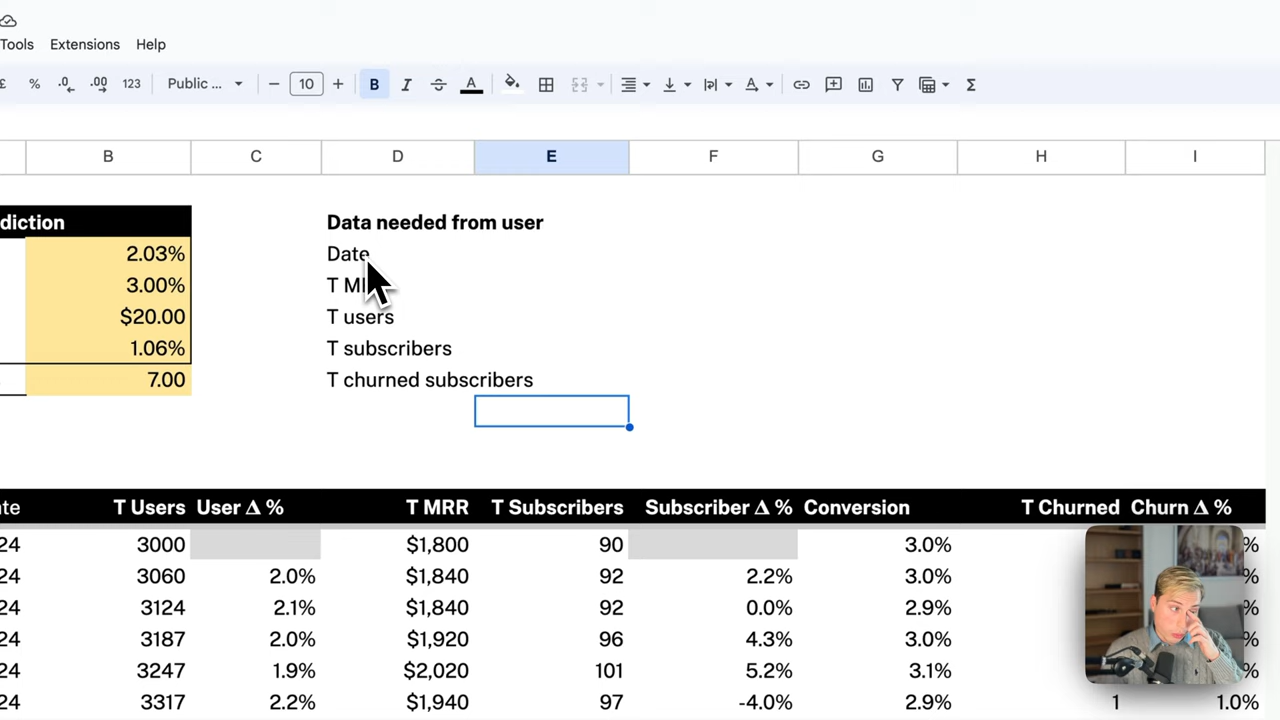 Tools Extensions Help
£ % .0 .00 123 Public ... − 10 + B I S A Σ
B C D E F G H I
diction Data needed from user
2.03% Date
3.00%
$20.00 T users
1.06% T subscribers
7.00 T churned subscribers
T Users User Δ % T MRR T Subscribers Subscriber Δ % Conversion T Churned Churn Δ %
24 3000 $1,800 90 3.0% %
24 3060 2.0% $1,840 92 2.2% 3.0% %
24 3124 2.1% $1,840 92 0.0% 2.9% %
24 3187 2.0% $1,920 96 4.3% 3.0% %
24 3247 1.9% $2,020 101 5.2% 3.1% %
24 3317 2.2% $1,940 97 -4.0% 2.9% 1 1.0%